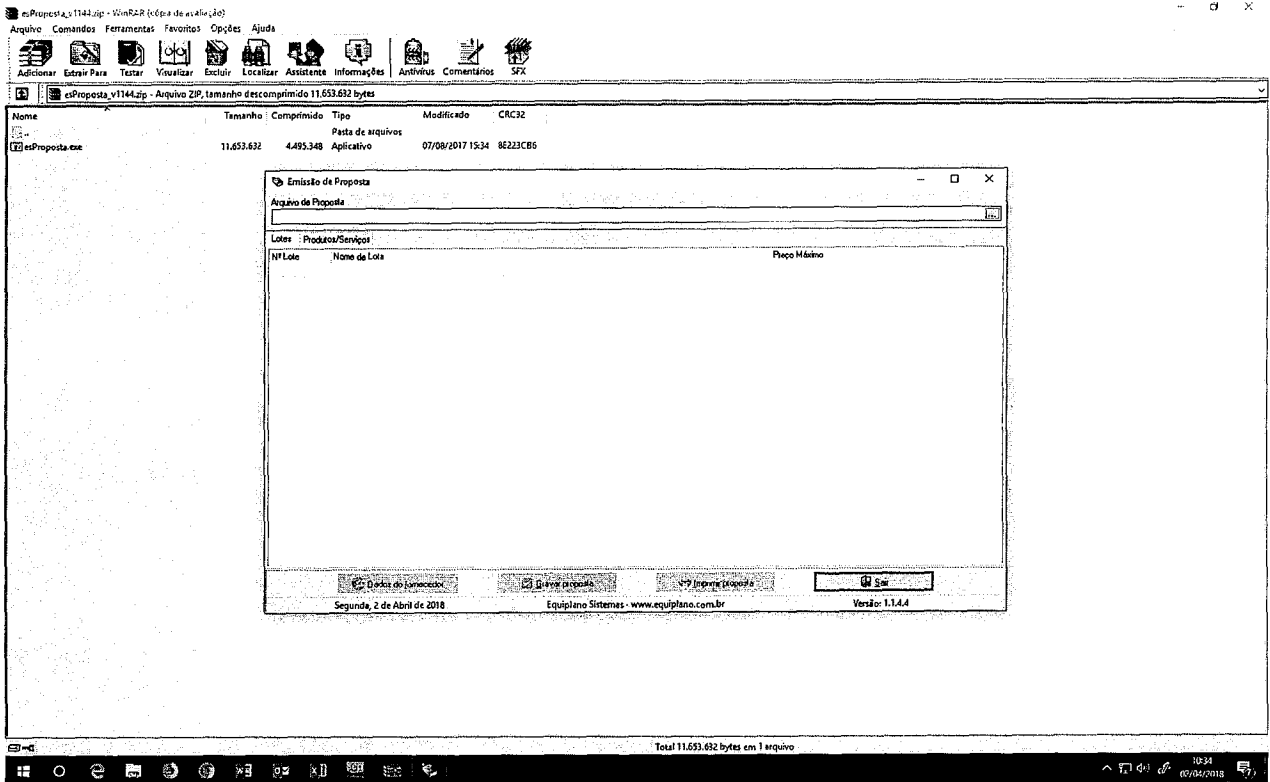 esProposta_v1144.zip - WinRAR (cópia de avaliação)
Arquivo Comandos Ferramentas Favoritos Opções Ajuda
Adicionar Extrair Para Testar Visualizar Excluir Localizar Assistente Informações Antivírus Comentários SFX
esProposta_v1144.zip - Arquivo ZIP, tamanho descomprimido 11.653.632 bytes
Nome Tamanho Comprimido Tipo Modificado CRC32
.. Pasta de arquivos
esProposta.exe 11.653.632 4.495.348 Aplicativo 07/08/2017 15:34 8E223CB6
Emissão de Proposta
Arquivo de Proposta
...
Lotes Produtos/Serviços
Nº Lote Nome da Lote Preço Máximo
Dados do fornecedor Gravar proposta Imprimir proposta Sair
Segunda, 2 de Abril de 2018 Equiplano Sistemas - www.equiplano.com.br Versão: 1.1.4.4
Total 11.653.632 bytes em 1 arquivo
10:34
02/04/2018